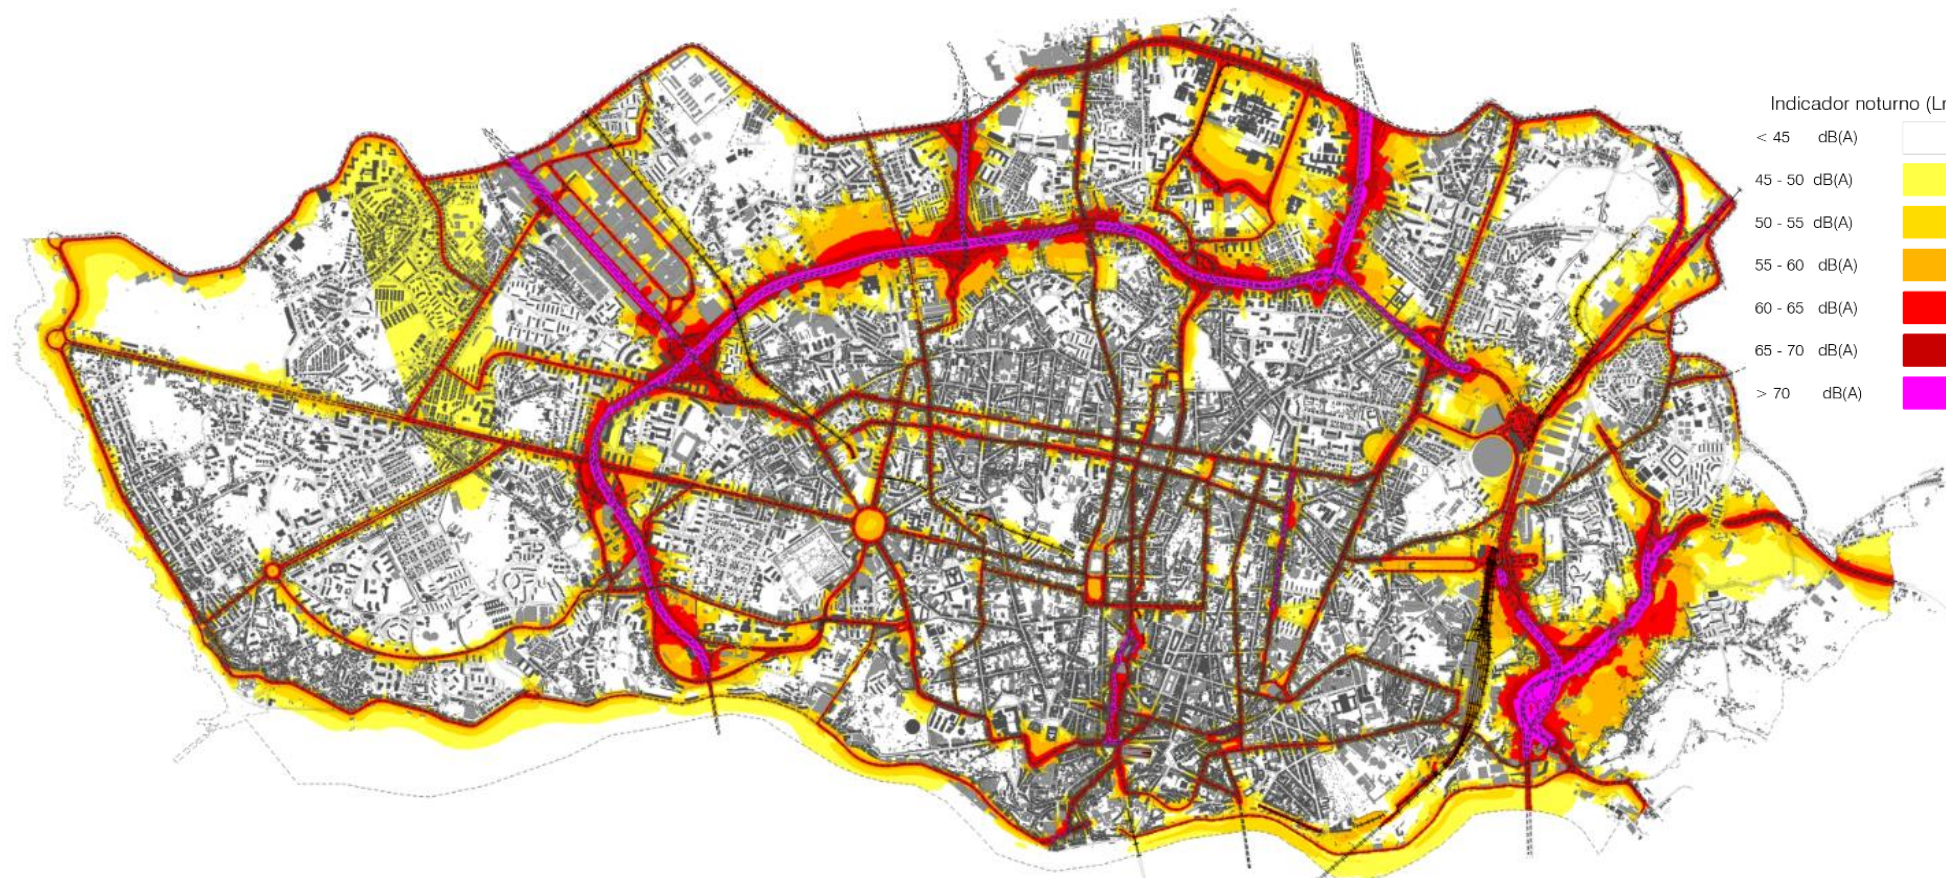 Indicador noturno (Ln
< 45 dB(A)
45 - 50 dB(A)
50 - 55 dB(A)
55 - 60 dB(A)
60 - 65 dB(A)
65 - 70 dB(A)
> 70 dB(A)